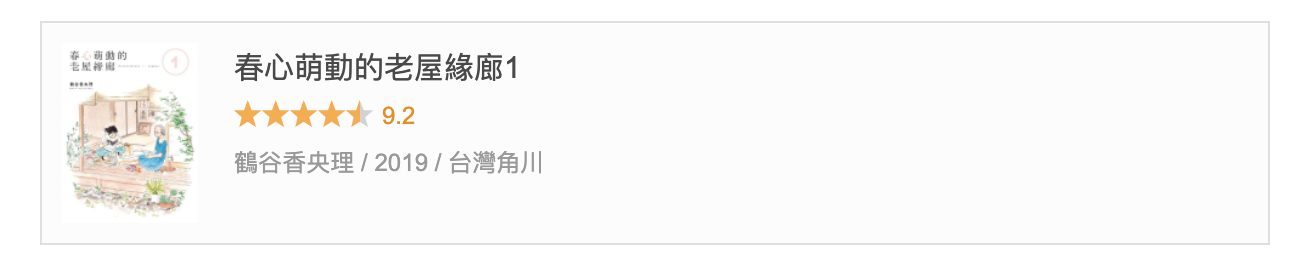 春心萌動的
老屋緣廊
1
鶴谷香央理
春心萌動的老屋緣廊1
9.2
鶴谷香央理 / 2019 / 台灣角川